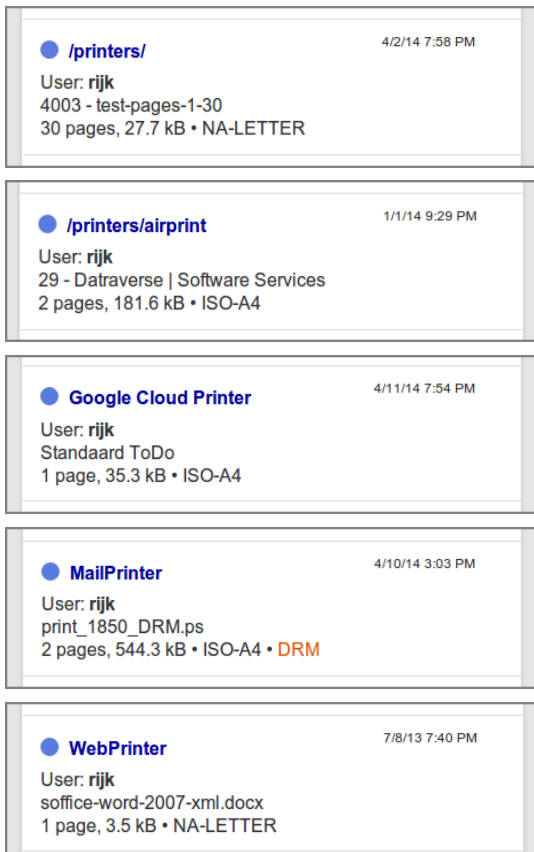 /printers/ 4/2/14 7:58 PM
User: rijk
4003 - test-pages-1-30
30 pages, 27.7 kB • NA-LETTER
/printers/airprint 1/1/14 9:29 PM
User: rijk
29 - Datraverse | Software Services
2 pages, 181.6 kB • ISO-A4
Google Cloud Printer 4/11/14 7:54 PM
User: rijk
Standaard ToDo
1 page, 35.3 kB • ISO-A4
MailPrinter 4/10/14 3:03 PM
User: rijk
print_1850_DRM.ps
2 pages, 544.3 kB • ISO-A4 • DRM
WebPrinter 7/8/13 7:40 PM
User: rijk
soffice-word-2007-xml.docx
1 page, 3.5 kB • NA-LETTER